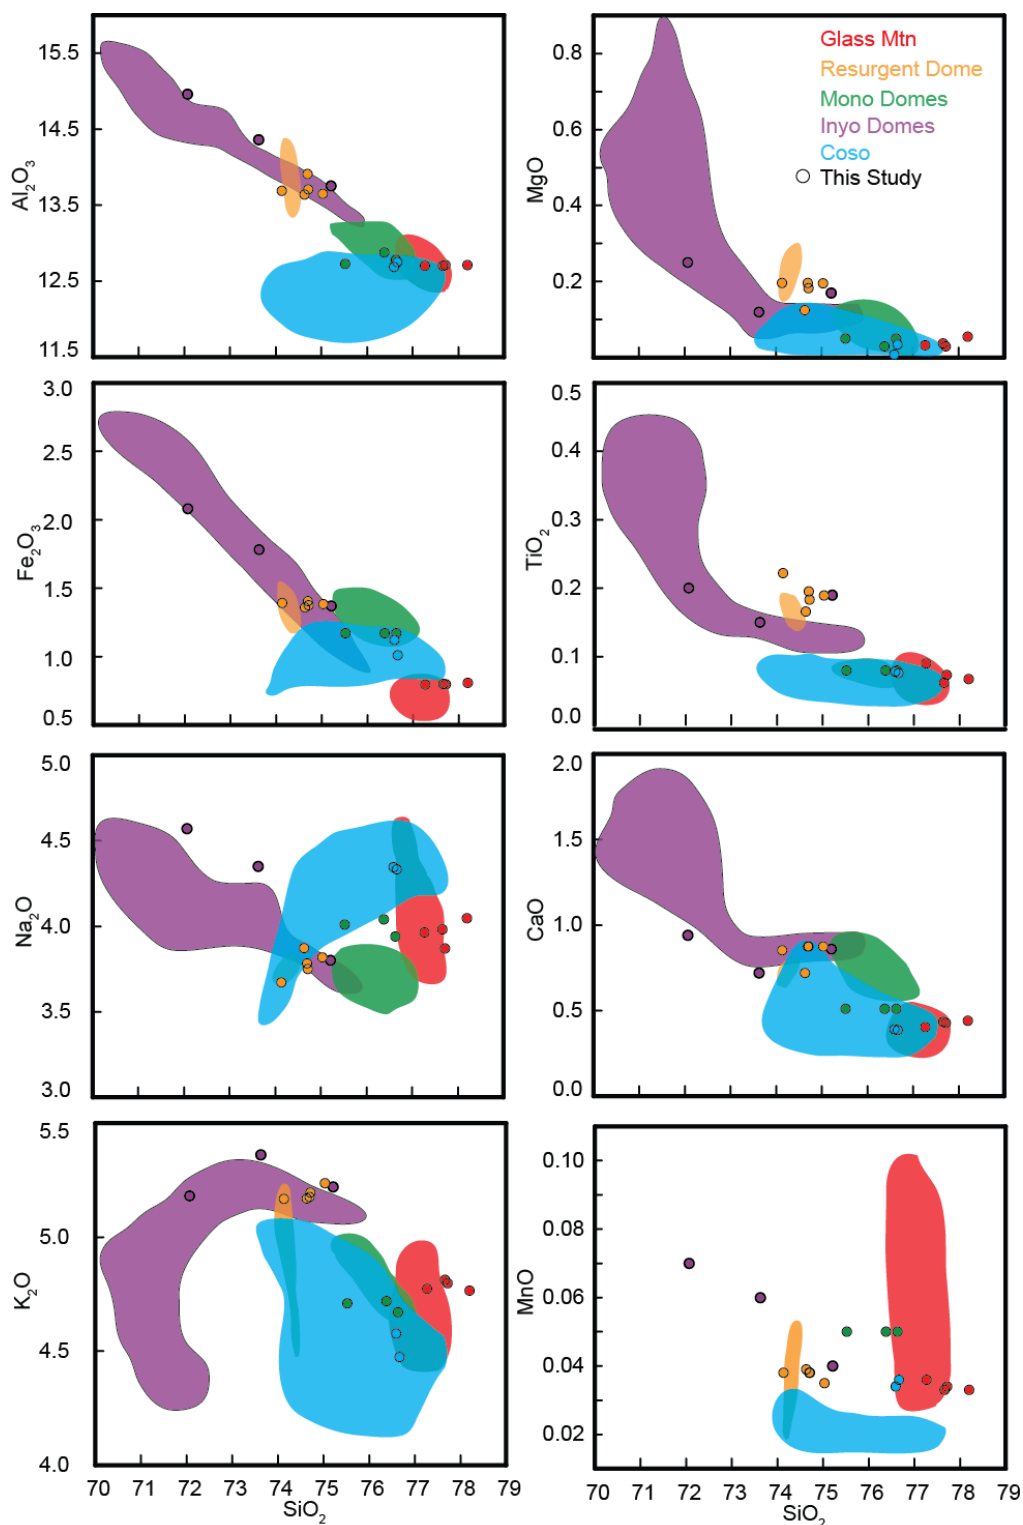 15.5
14.5
13.5
12.5
11.5
Al₂O₃
0.8
0.6
0.4
0.2
MgO
Glass Mtn
Resurgent Dome
Mono Domes
Inyo Domes
Coso
This Study
3.0
2.5
2.0
1.5
1.0
0.5
Fe₂O₃
0.5
0.4
0.3
0.2
0.1
0.0
TiO₂
5.0
4.5
4.0
3.5
3.0
Na₂O
2.0
1.5
1.0
0.5
0.0
CaO
5.5
5.0
4.5
4.0
K₂O
70 71 72 73 74 75 76 77 78 79
SiO₂
0.10
0.08
0.06
0.04
0.02
MnO
70 71 72 73 74 75 76 77 78 79
SiO₂